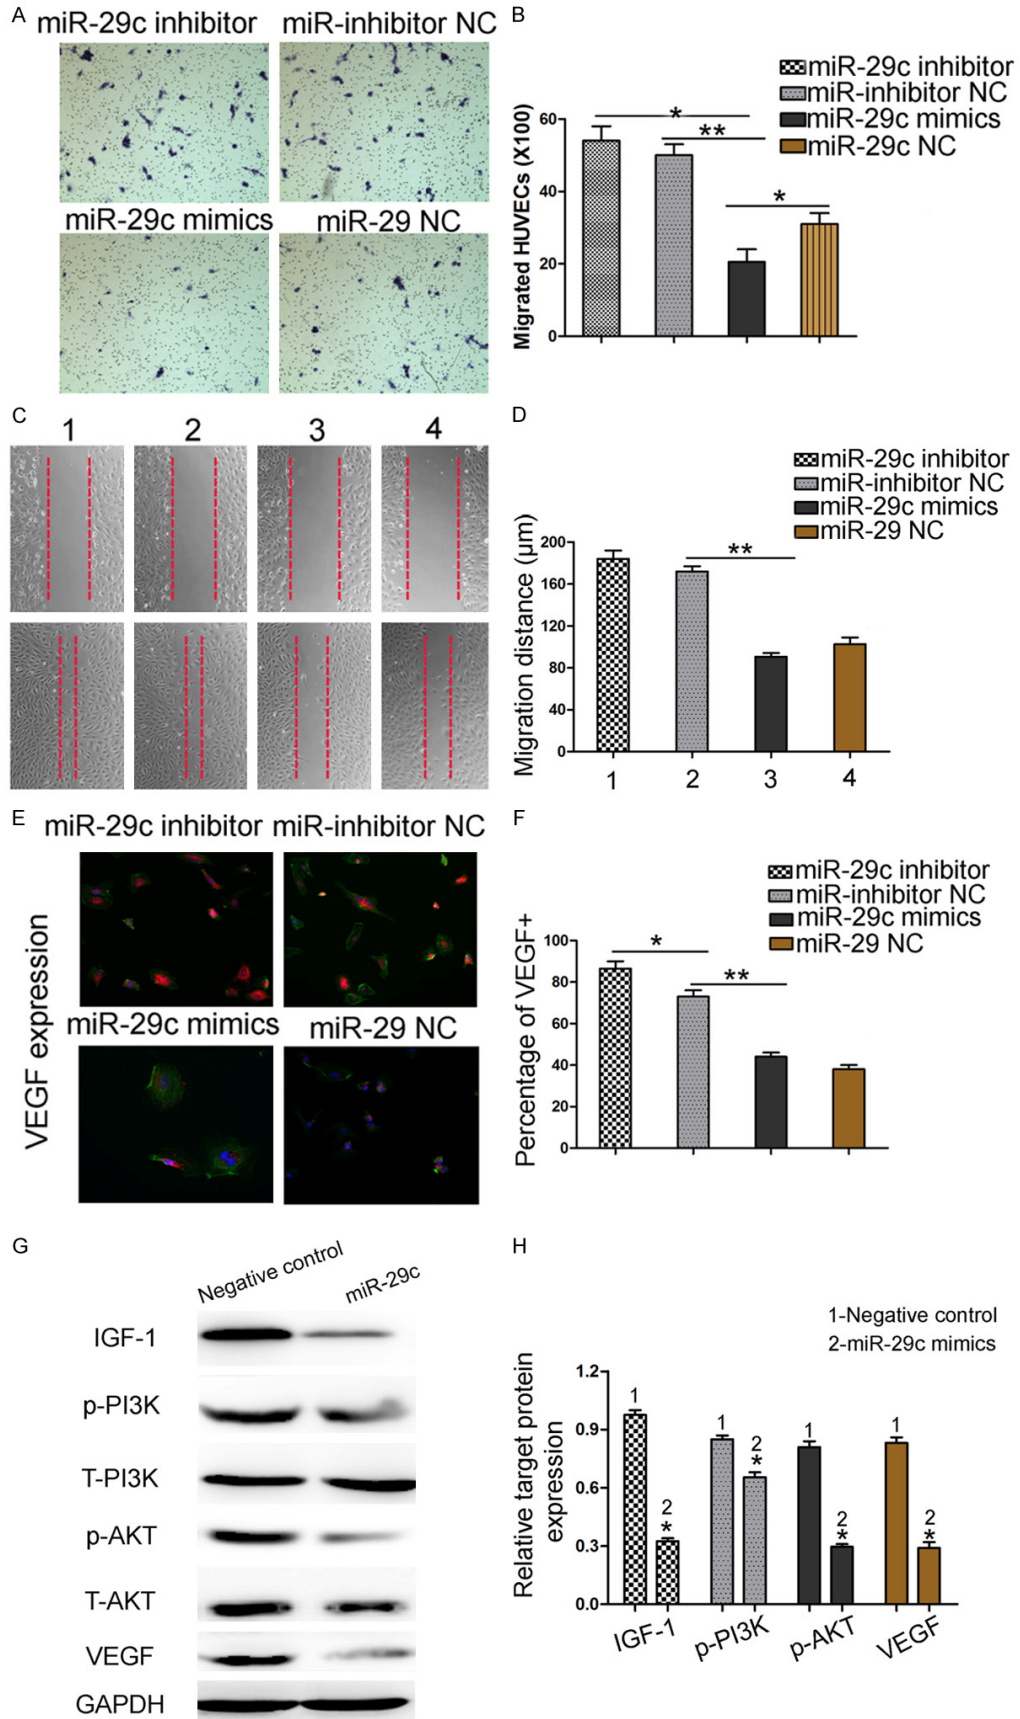 A
miR-29c inhibitor
miR-inhibitor NC
miR-29c mimics
miR-29 NC
B
miR-29c inhibitor
miR-inhibitor NC
miR-29c mimics
miR-29c NC
Migrated HUVECs (X100)
60
40
20
0
*
**
*
C
1
2
3
4
D
miR-29c inhibitor
miR-inhibitor NC
miR-29c mimics
miR-29 NC
Migration distance (µm)
200
160
120
80
40
0
**
1
2
3
4
E
miR-29c inhibitor
miR-inhibitor NC
miR-29c mimics
miR-29 NC
VEGF expression
F
miR-29c inhibitor
miR-inhibitor NC
miR-29c mimics
miR-29 NC
Percentage of VEGF+
100
80
60
40
20
0
*
**
G
Negative control
miR-29c
IGF-1
p-PI3K
T-PI3K
p-AKT
T-AKT
VEGF
GAPDH
H
1-Negative control
2-miR-29c mimics
Relative target protein
expression
1.2
0.9
0.6
0.3
0.0
1
2
*
1
2
*
1
2
*
1
2
*
IGF-1
p-PI3K
p-AKT
VEGF